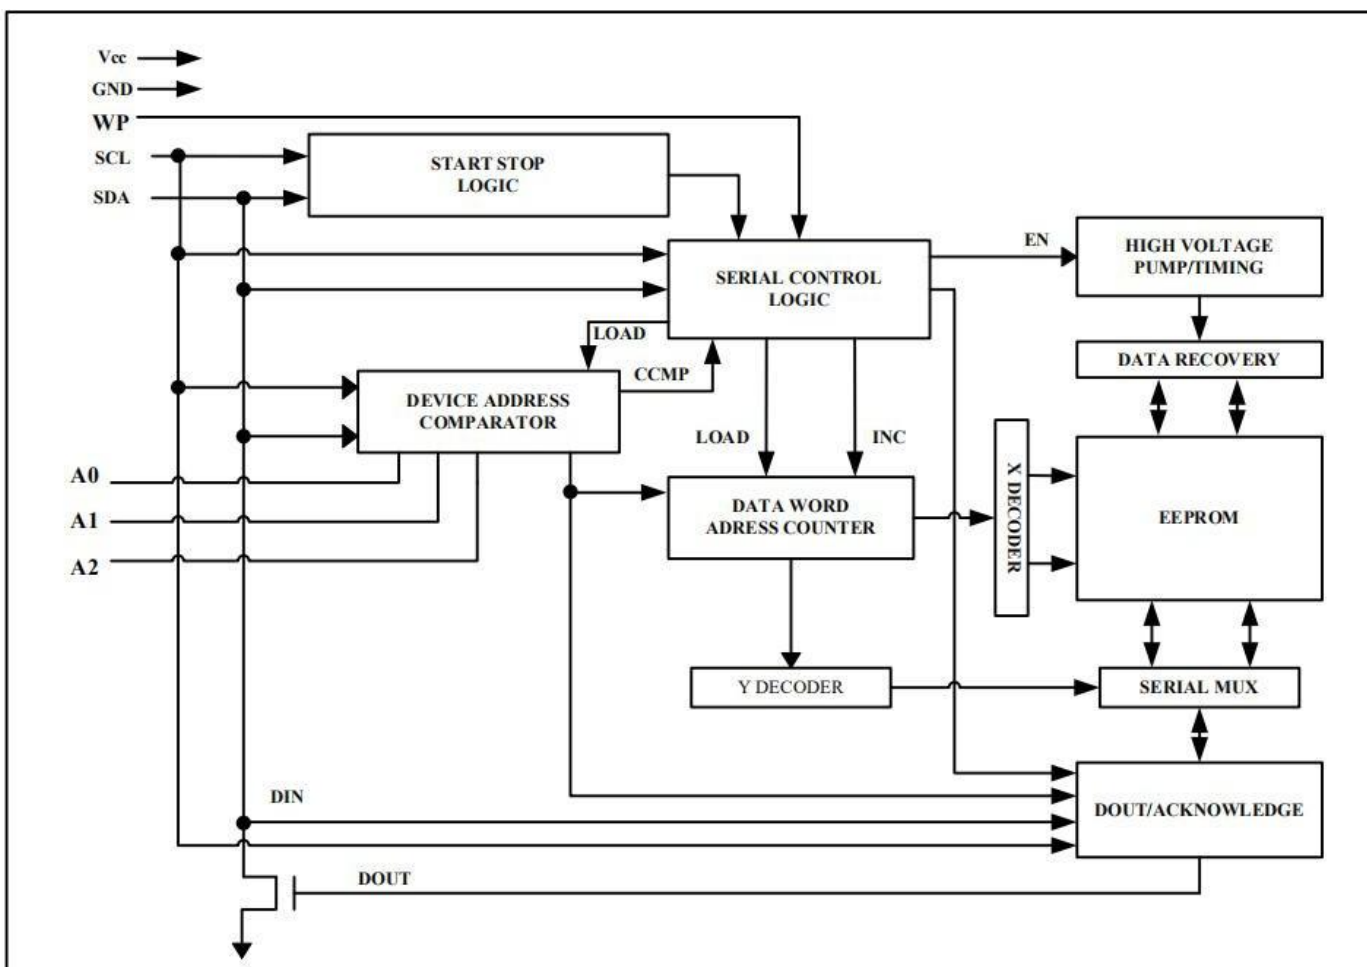 Vcc
GND
WP
SCL
SDA
START STOP
LOGIC
SERIAL CONTROL
LOGIC
EN
HIGH VOLTAGE
PUMP/TIMING
LOAD
CCMP
DATA RECOVERY
DEVICE ADDRESS
COMPARATOR
LOAD
INC
A0
A1
A2
DATA WORD
ADRESS COUNTER
X DECODER
EEPROM
Y DECODER
SERIAL MUX
DIN
DOUT/ACKNOWLEDGE
DOUT